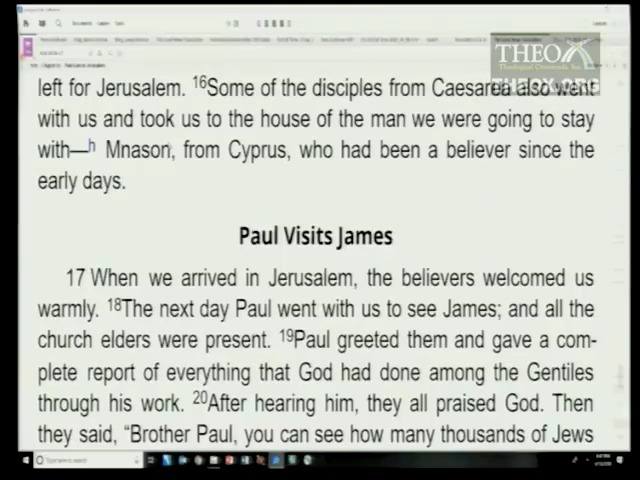 THEOX
THEOX.ORG
left for Jerusalem. 16Some of the disciples from Caesarea also went
with us and took us to the house of the man we were going to stay
with—h Mnason, from Cyprus, who had been a believer since the
early days.
Paul Visits James
17 When we arrived in Jerusalem, the believers welcomed us
warmly. 18The next day Paul went with us to see James; and all the
church elders were present. 19Paul greeted them and gave a com-
plete report of everything that God had done among the Gentiles
through his work. 20After hearing him, they all praised God. Then
they said, “Brother Paul, you can see how many thousands of Jews